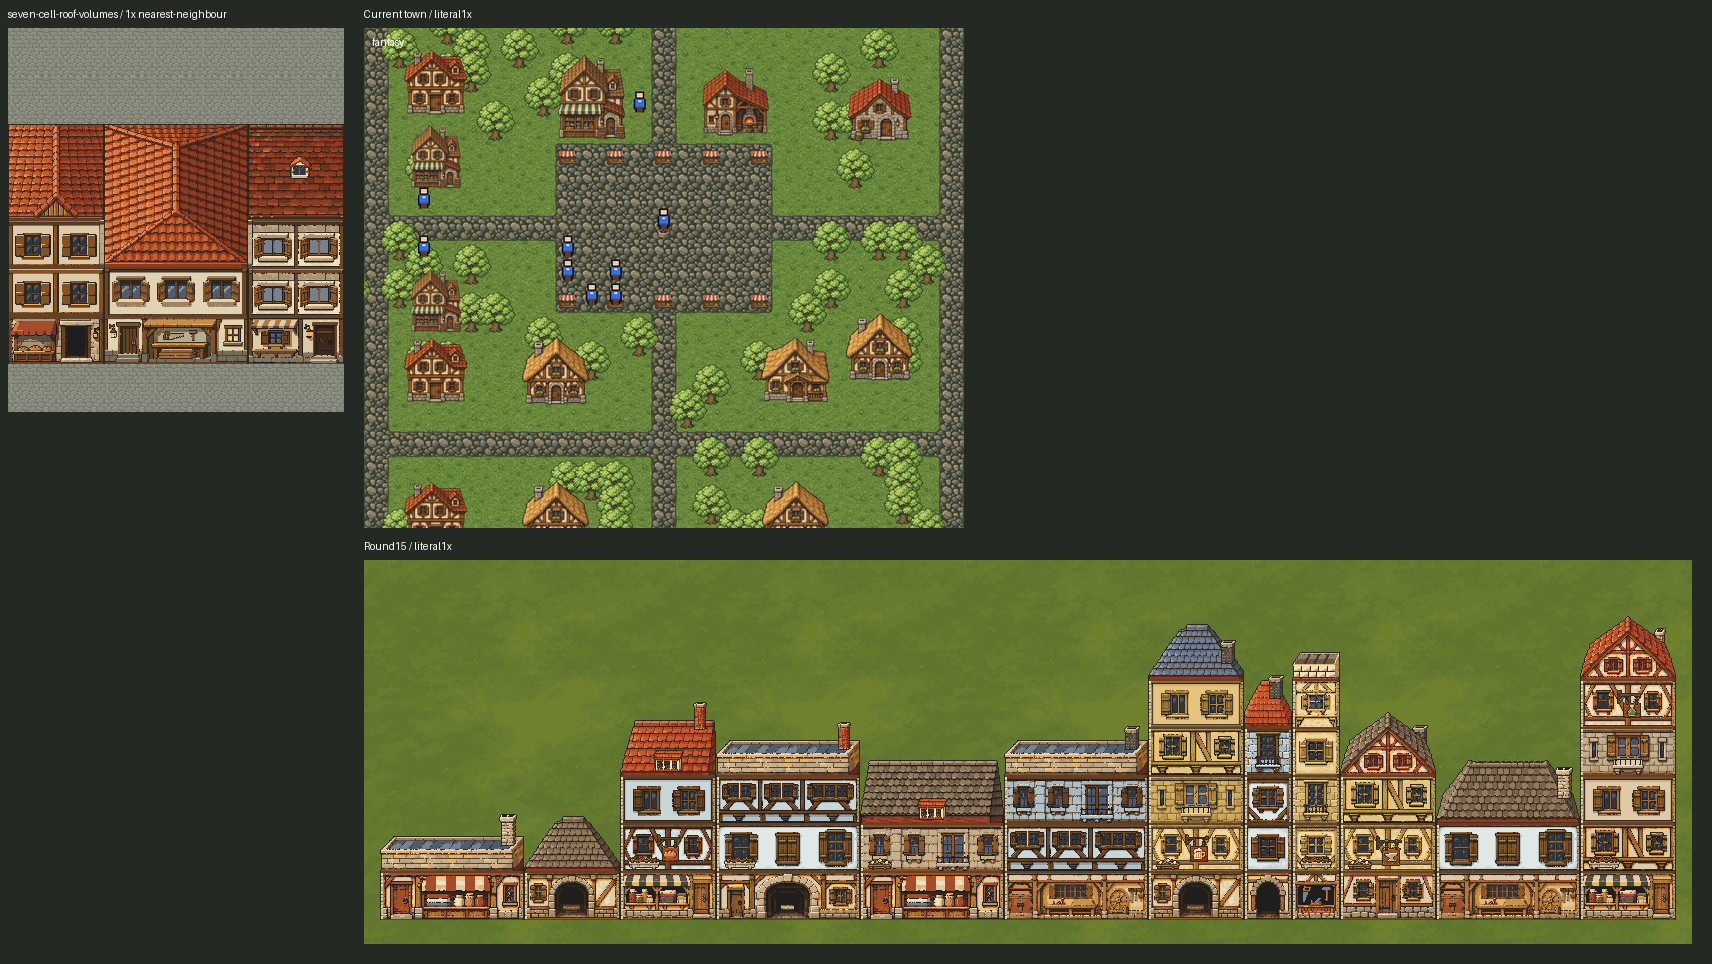 seven-cell-roof-volumes / 1x nearest-neighbour
Current town / literal1x
fantasy
Round15 / literal1x